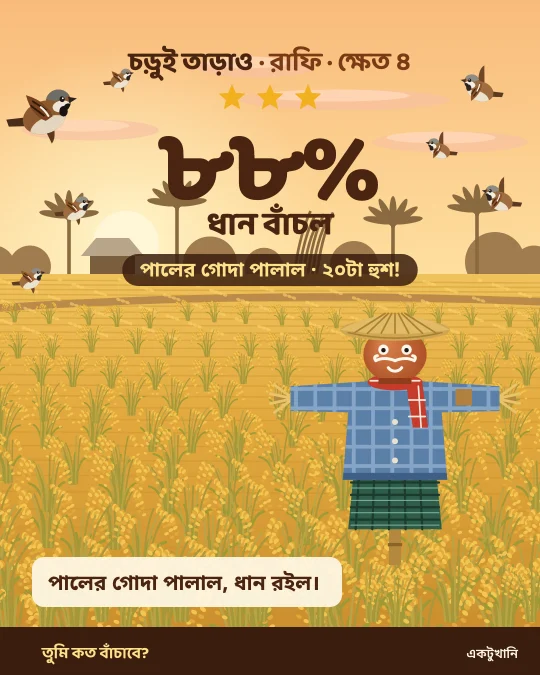 চড়ুই তাড়াও · রাফি · ক্ষেত ৪
৮৮%
ধান বাঁচল
পালের গোদা পালাল · ২০টা হুশ!
পালের গোদা পালাল, ধান রইল।
তুমি কত বাঁচাবে?
একটুখানি